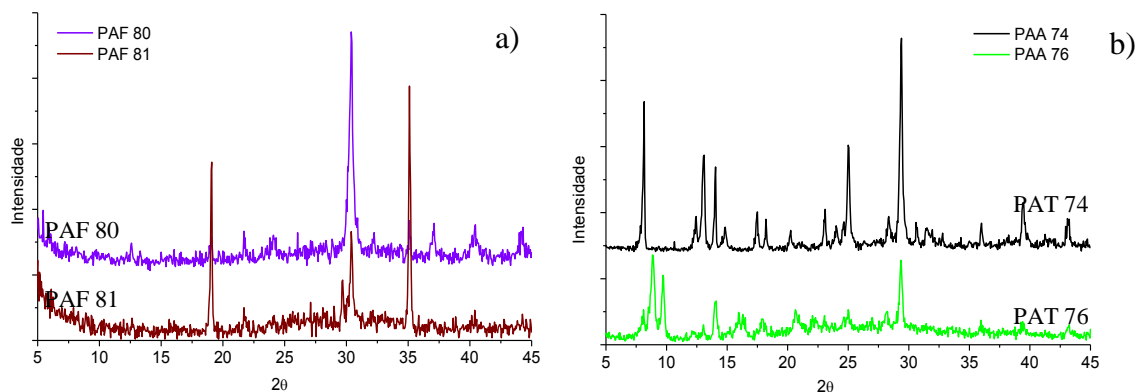 PAF 80
PAF 81
a)
Intensidade
PAF 80
PAF 81
5 10 15 20 25 30 35 40 45
2θ
PAA 74
PAA 76
b)
Intensidade
PAT 74
PAT 76
5 10 15 20 25 30 35 40 45
2θ